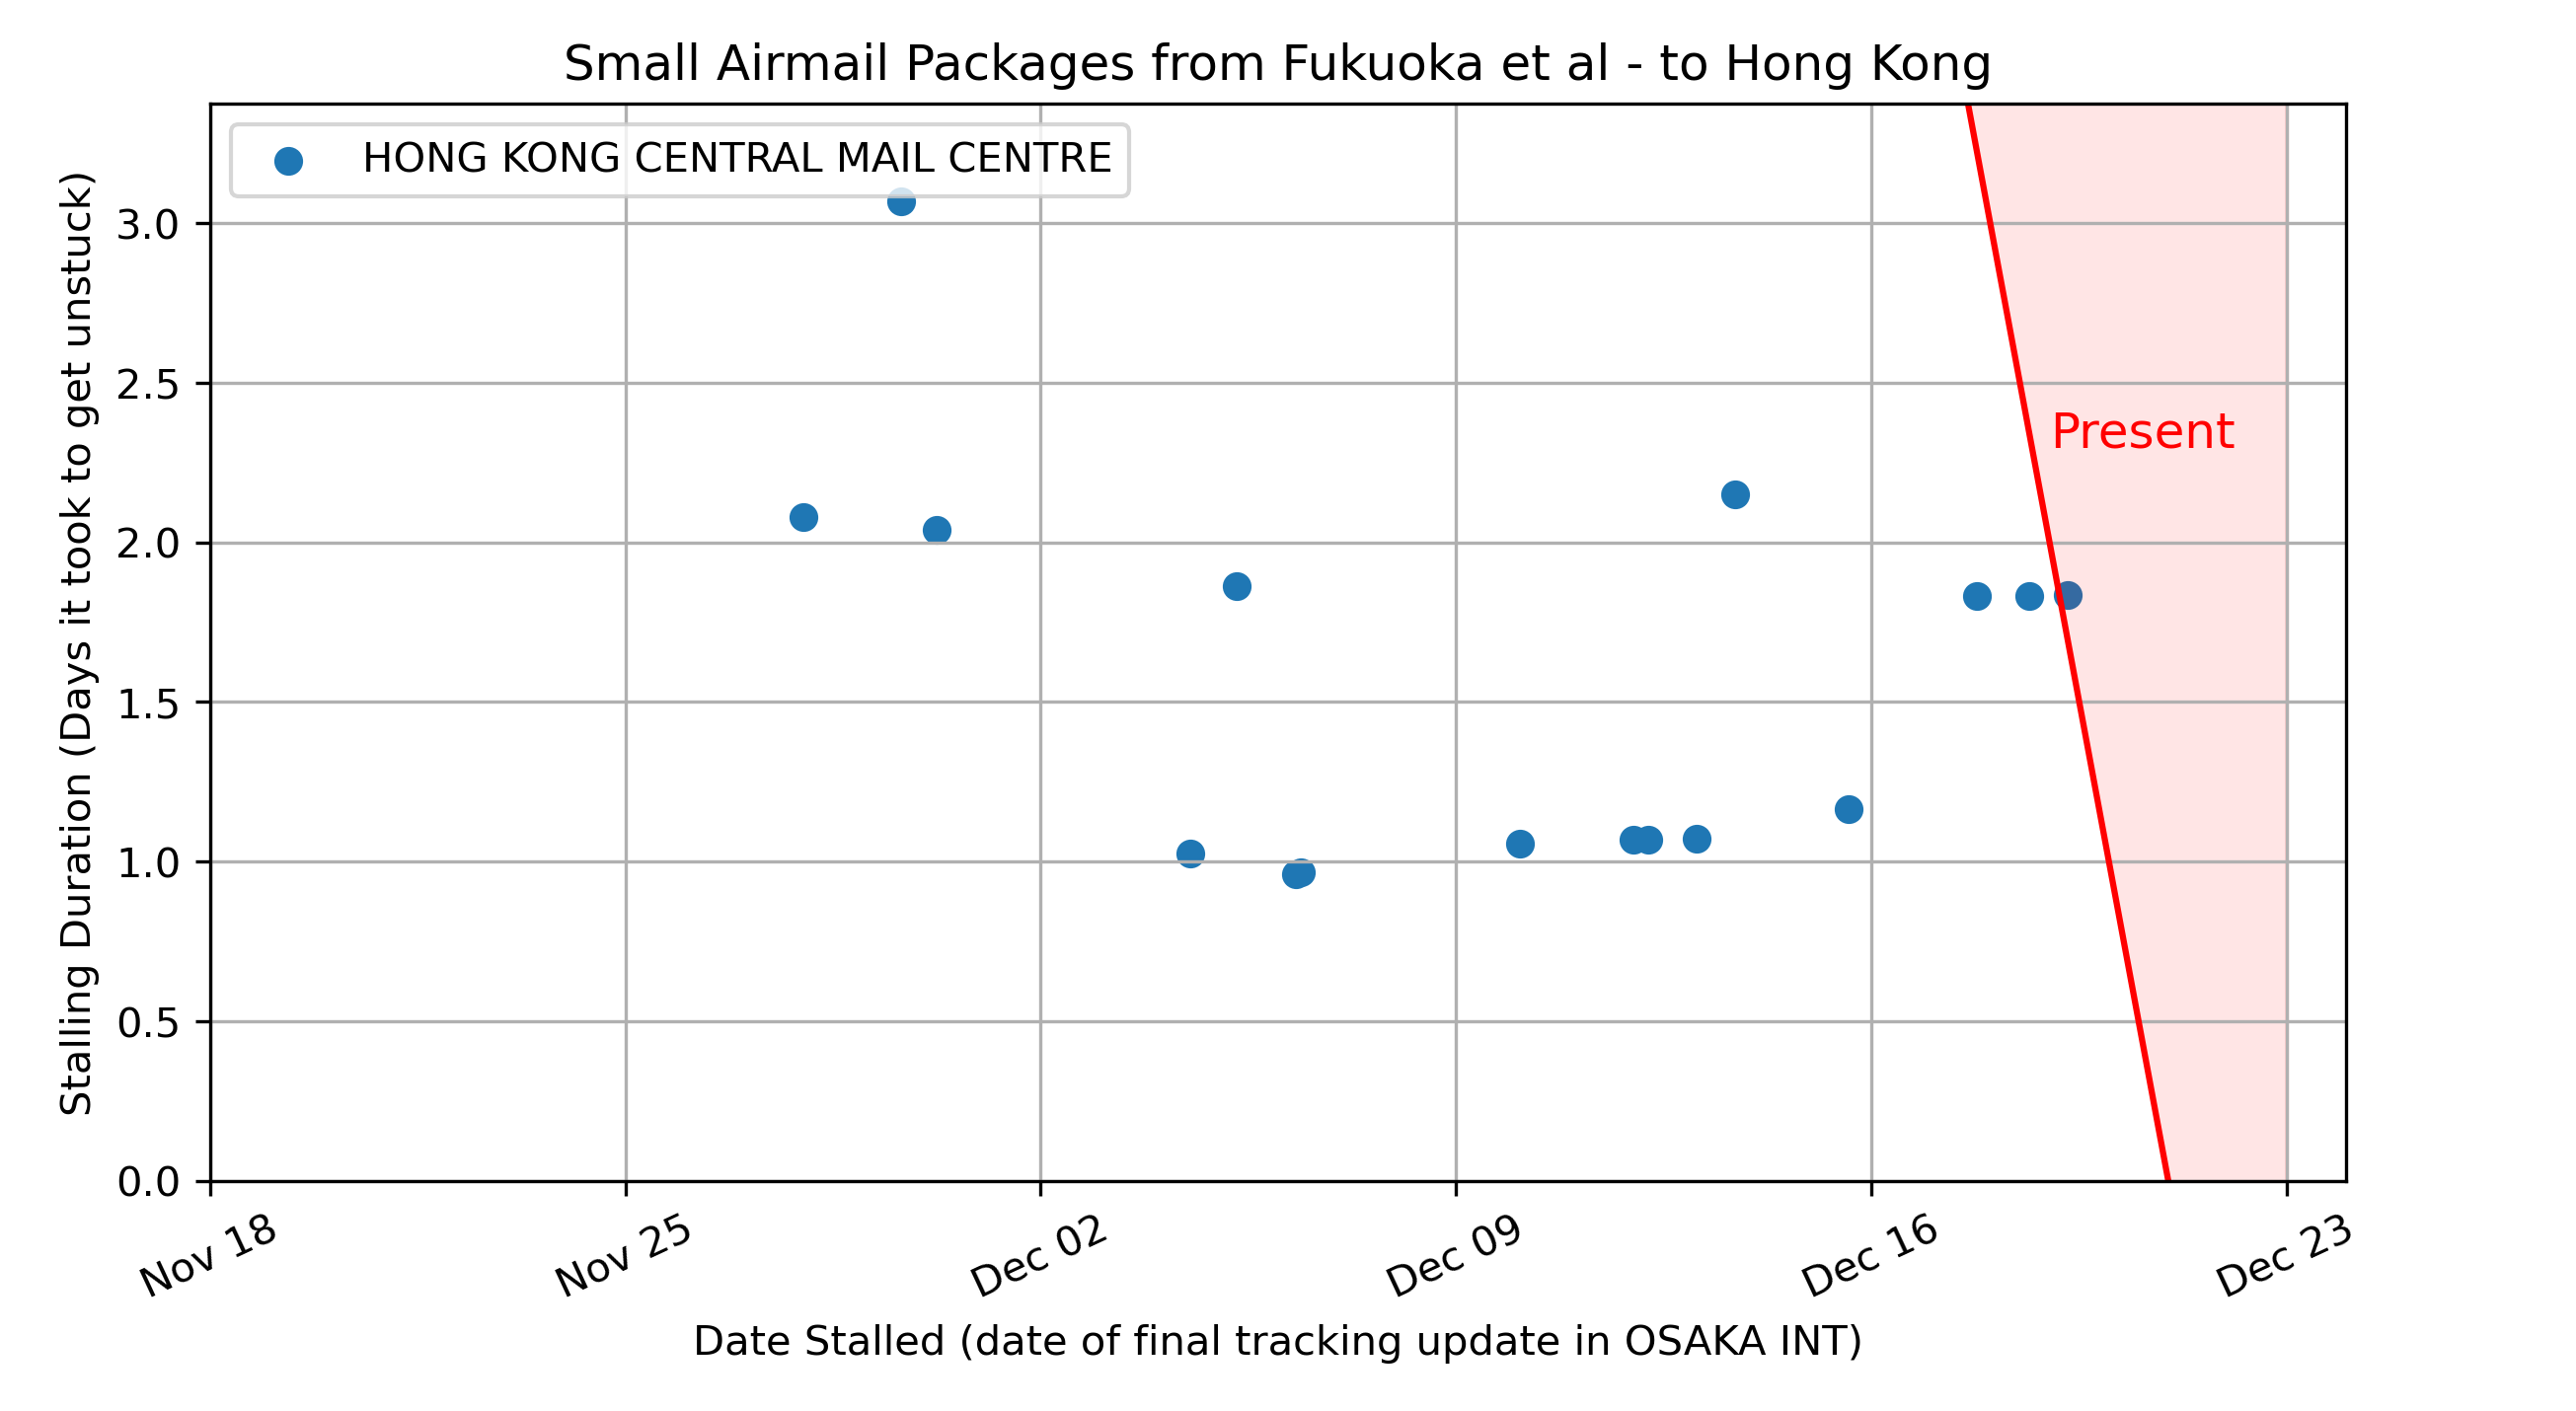 Small Airmail Packages from Fukuoka et al - to Hong Kong
HONG KONG CENTRAL MAIL CENTRE
Stalling Duration (Days it took to get unstuck)
3.0
2.5
2.0
1.5
1.0
0.5
0.0
Present
Nov 18
Nov 25
Dec 02
Dec 09
Dec 16
Dec 23
Date Stalled (date of final tracking update in OSAKA INT)